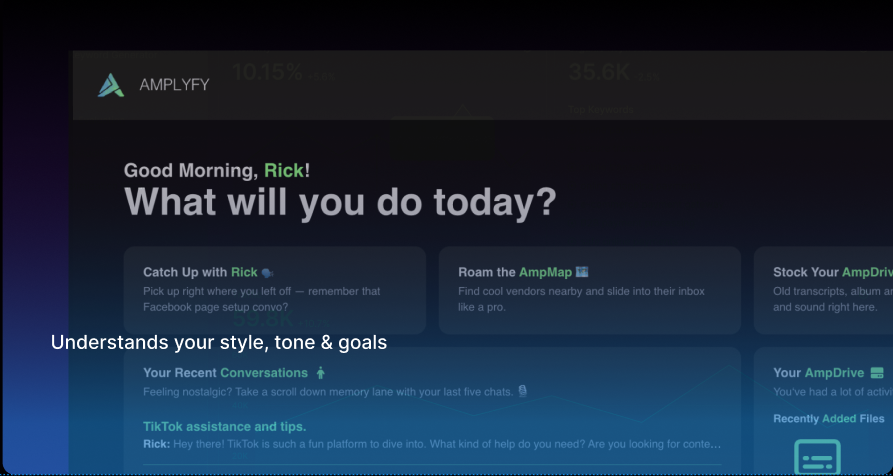 10.15%
35.6K
AMPLYFY
Good Morning, Rick!
What will you do today?
Catch Up with Rick
Pick up right where you left off — remember that
Facebook page setup convo?
Roam the AmpMap
Find cool vendors nearby and slide into their inbox
like a pro.
Stock Your AmpDriv
Old transcripts, album ar
and sound right here.
59.8K
Understands your style, tone & goals
Your Recent Conversations
Feeling nostalgic? Take a scroll down memory lane with your last five chats.
TikTok assistance and tips.
Rick: Hey there! TikTok is such a fun platform to dive into. What kind of help do you need? Are you looking for conte...
Your AmpDrive
You've had a lot of activi
Recently Added Files